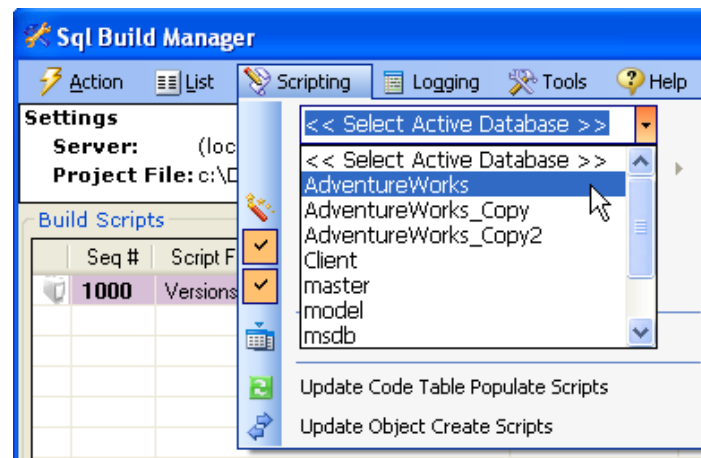 Sql Build Manager
Action List Scripting Logging Tools Help
Settings
Server: (loc
Project File: c:\
<< Select Active Database >>
<< Select Active Database >>
AdventureWorks
AdventureWorks_Copy
AdventureWorks_Copy2
Client
master
model
msdb
Build Scripts
Seq # Script F
1000 Versions
Update Code Table Populate Scripts
Update Object Create Scripts